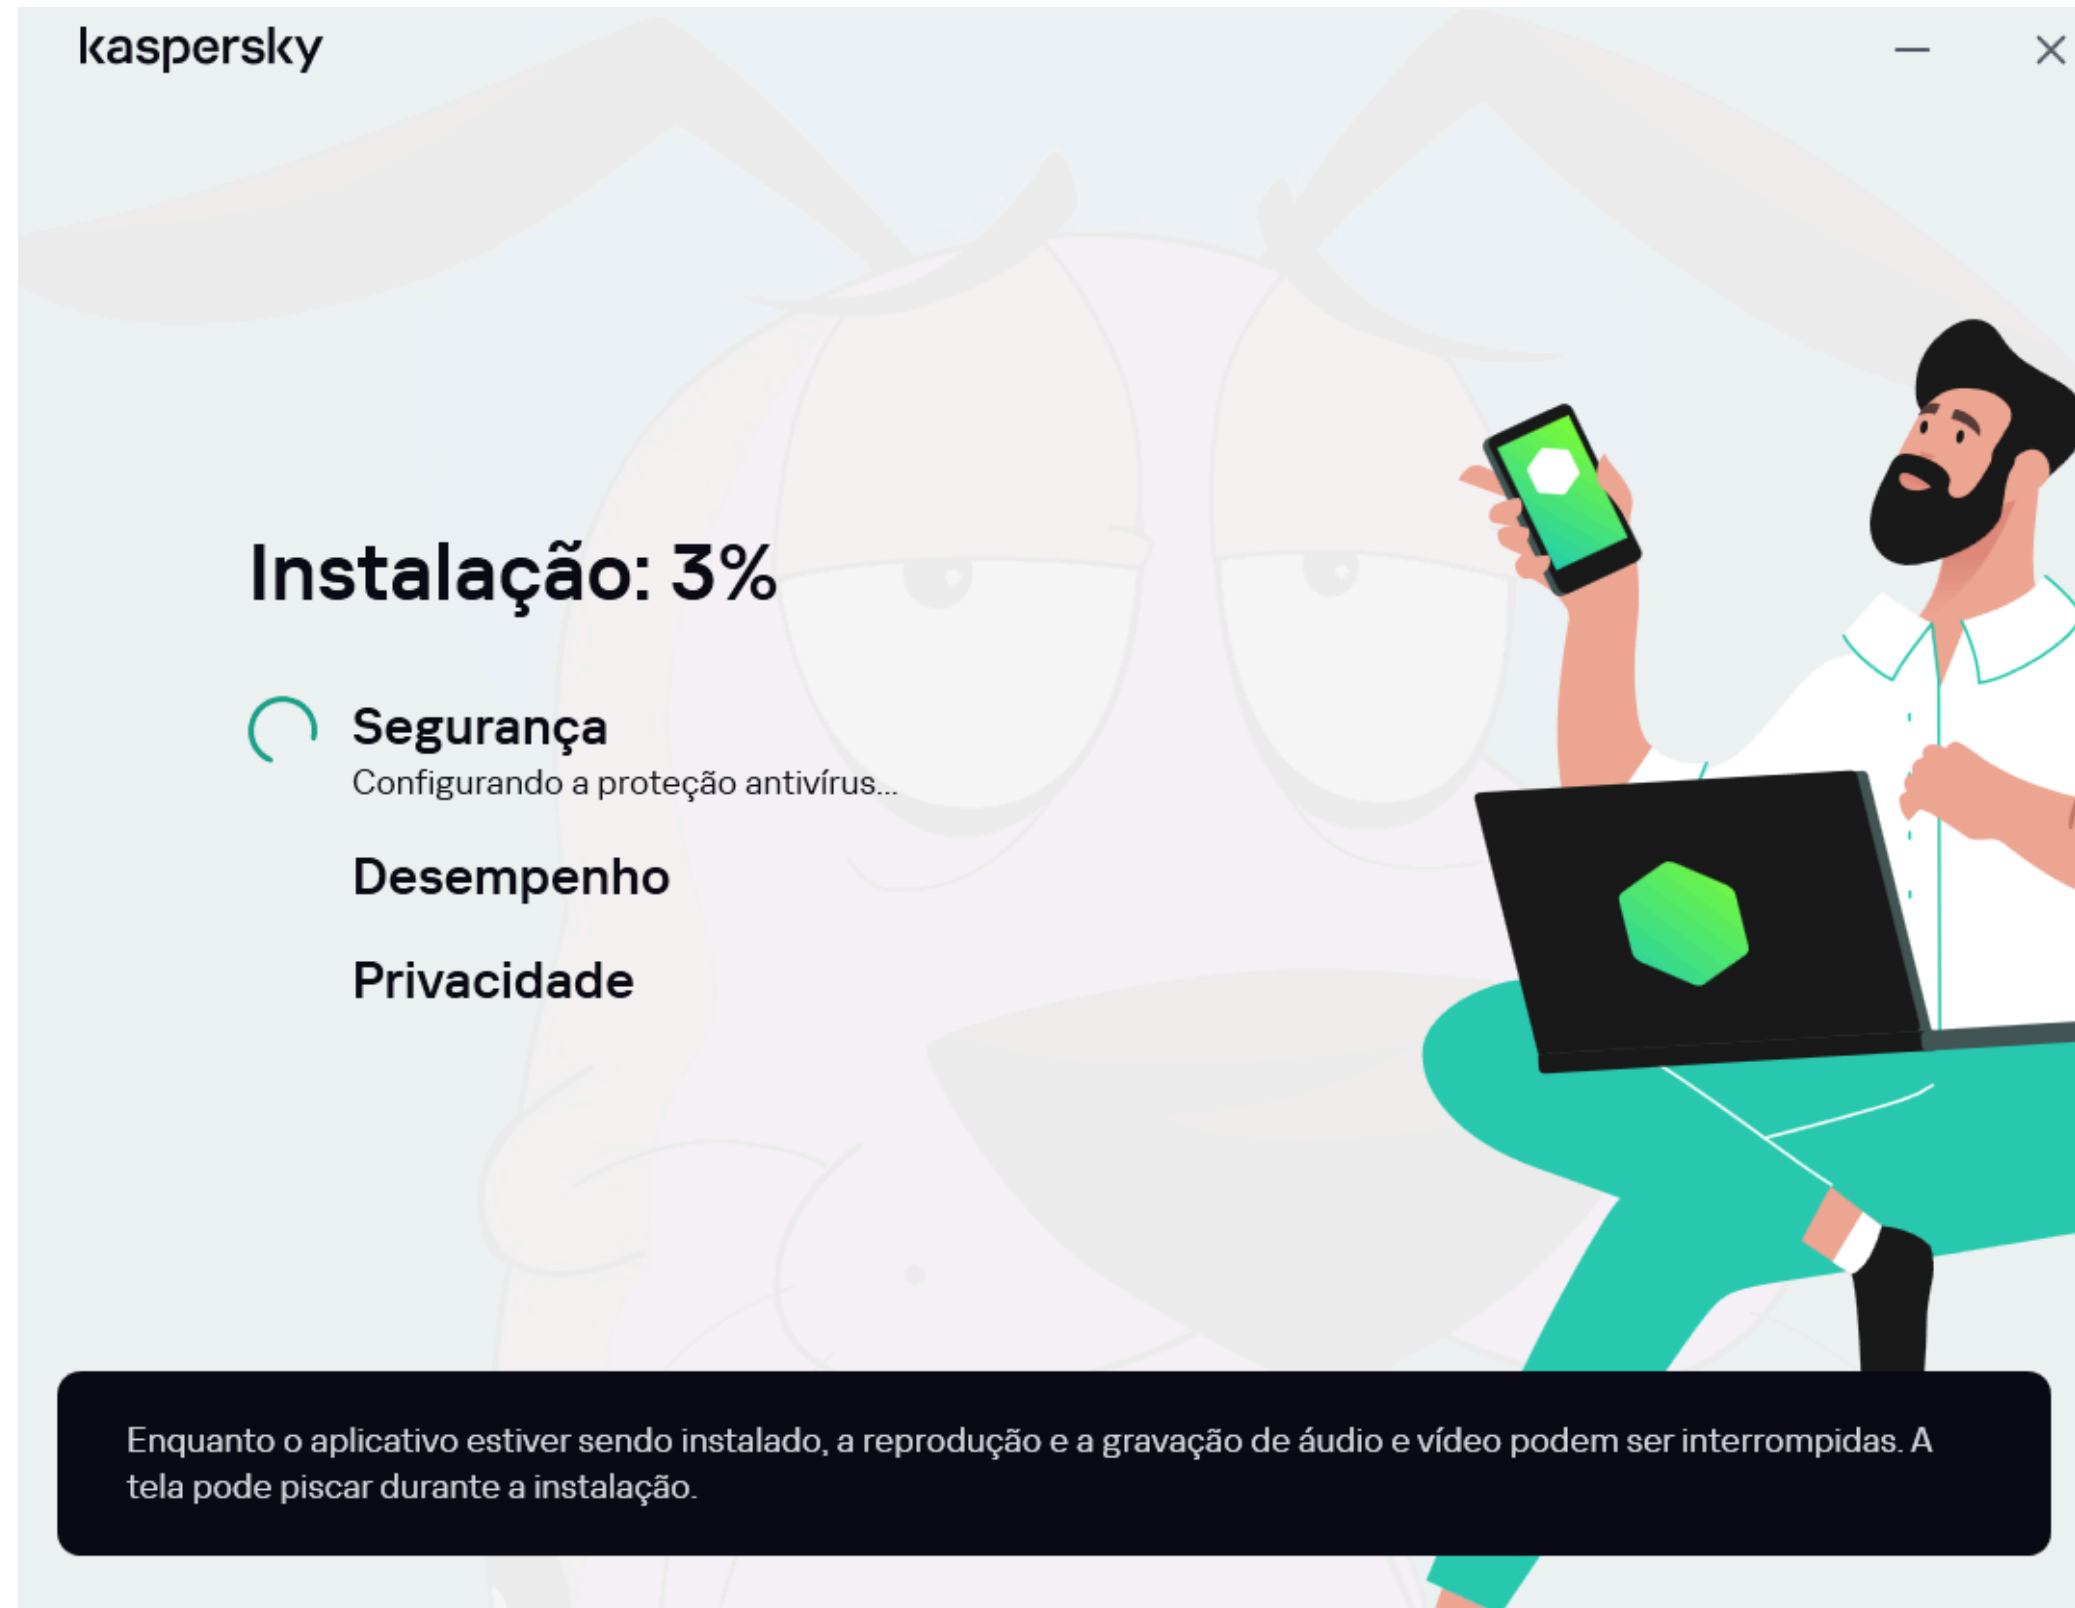 kaspersky
Instalação: 3%
Segurança
Configurando a proteção antivírus...
Desempenho
Privacidade
Enquanto o aplicativo estiver sendo instalado, a reprodução e a gravação de áudio e vídeo podem ser interrompidas. A
tela pode piscar durante a instalação.